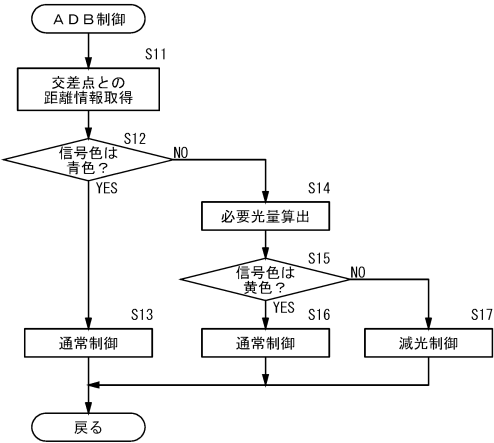 ＡＤＢ制御
S11
交差点との
距離情報取得
S12
信号色は
青色？
NO
YES
S14
必要光量算出
S15
信号色は
黄色？
NO
YES
S13
通常制御
S16
通常制御
S17
減光制御
戻る